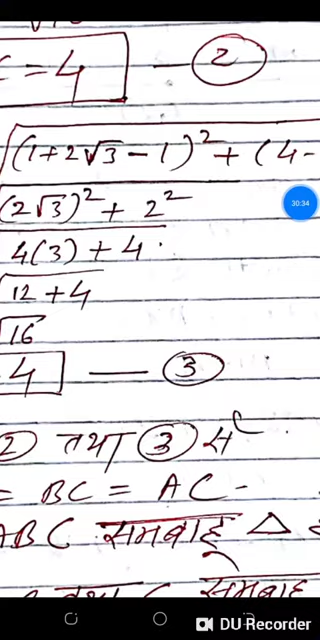 = 4 — ②
√(1+2√3-1)² + (4-
(2√3)² + 2²
4(3) + 4
30:34
√12 + 4
√16
4 — ③
② तथा ③ से
= BC = AC
ABC समबाहु △
समबाहु
DU Recorder